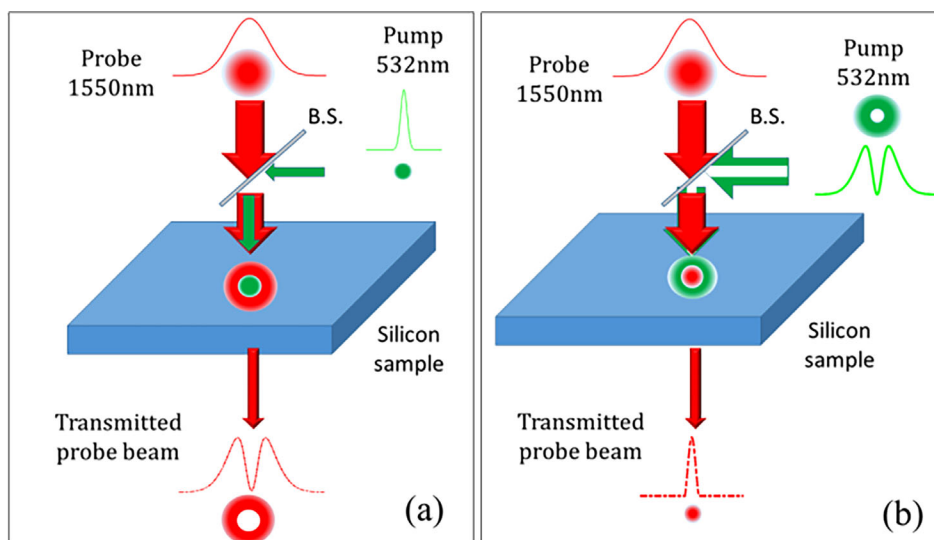 Probe
1550nm
Pump
532nm
B.S.
Silicon
sample
Transmitted
probe beam
(a)
Probe
1550nm
Pump
532nm
B.S.
Silicon
sample
Transmitted
probe beam
(b)